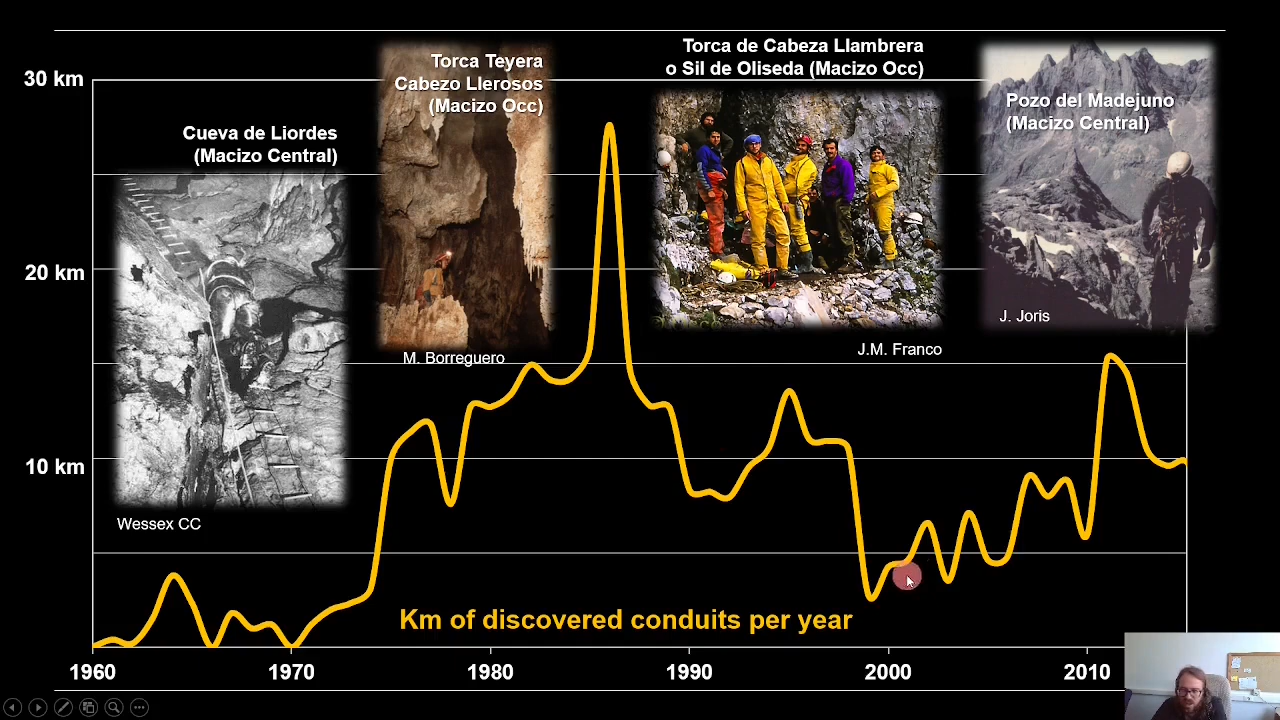 30 km
20 km
10 km
Cueva de Liordes
(Macizo Central)
Wessex CC
Torca Teyera
Cabezo Llerosos
(Macizo Occ)
M. Borreguero
Torca de Cabeza Llambrera
o Sil de Oliseda (Macizo Occ)
J.M. Franco
Pozo del Madejuno
(Macizo Central)
J. Joris
Km of discovered conduits per year
1960
1970
1980
1990
2000
2010